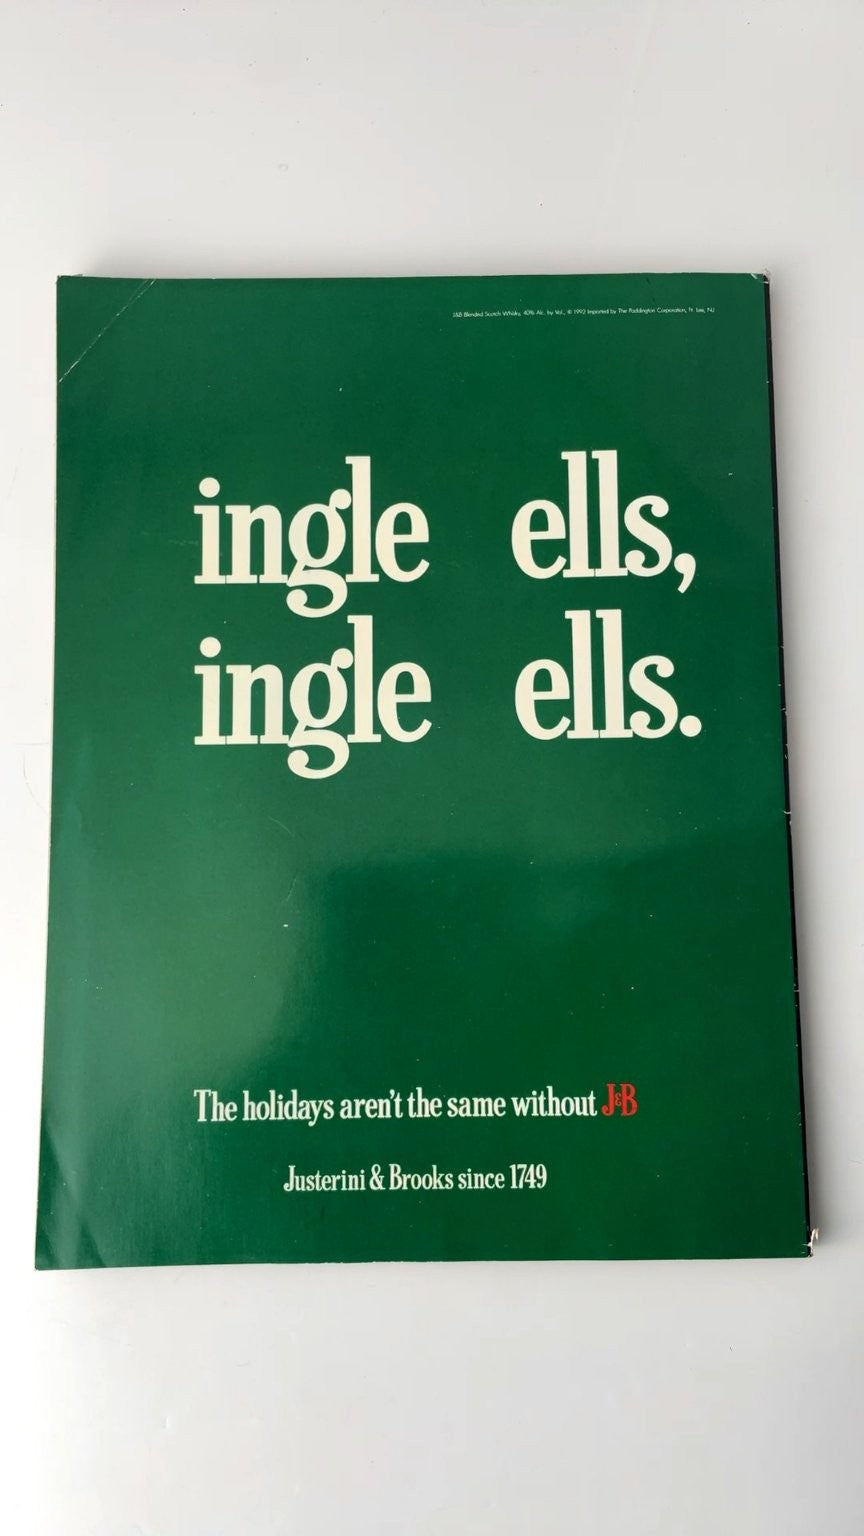 J&B Blended Scotch Whisky, 40% Alc. by Vol., © 1992 Imported by The Paddington Corporation, Ft. Lee, NJ
ingle ells,
ingle ells.
The holidays aren't the same without J&B
Justerini & Brooks since 1749